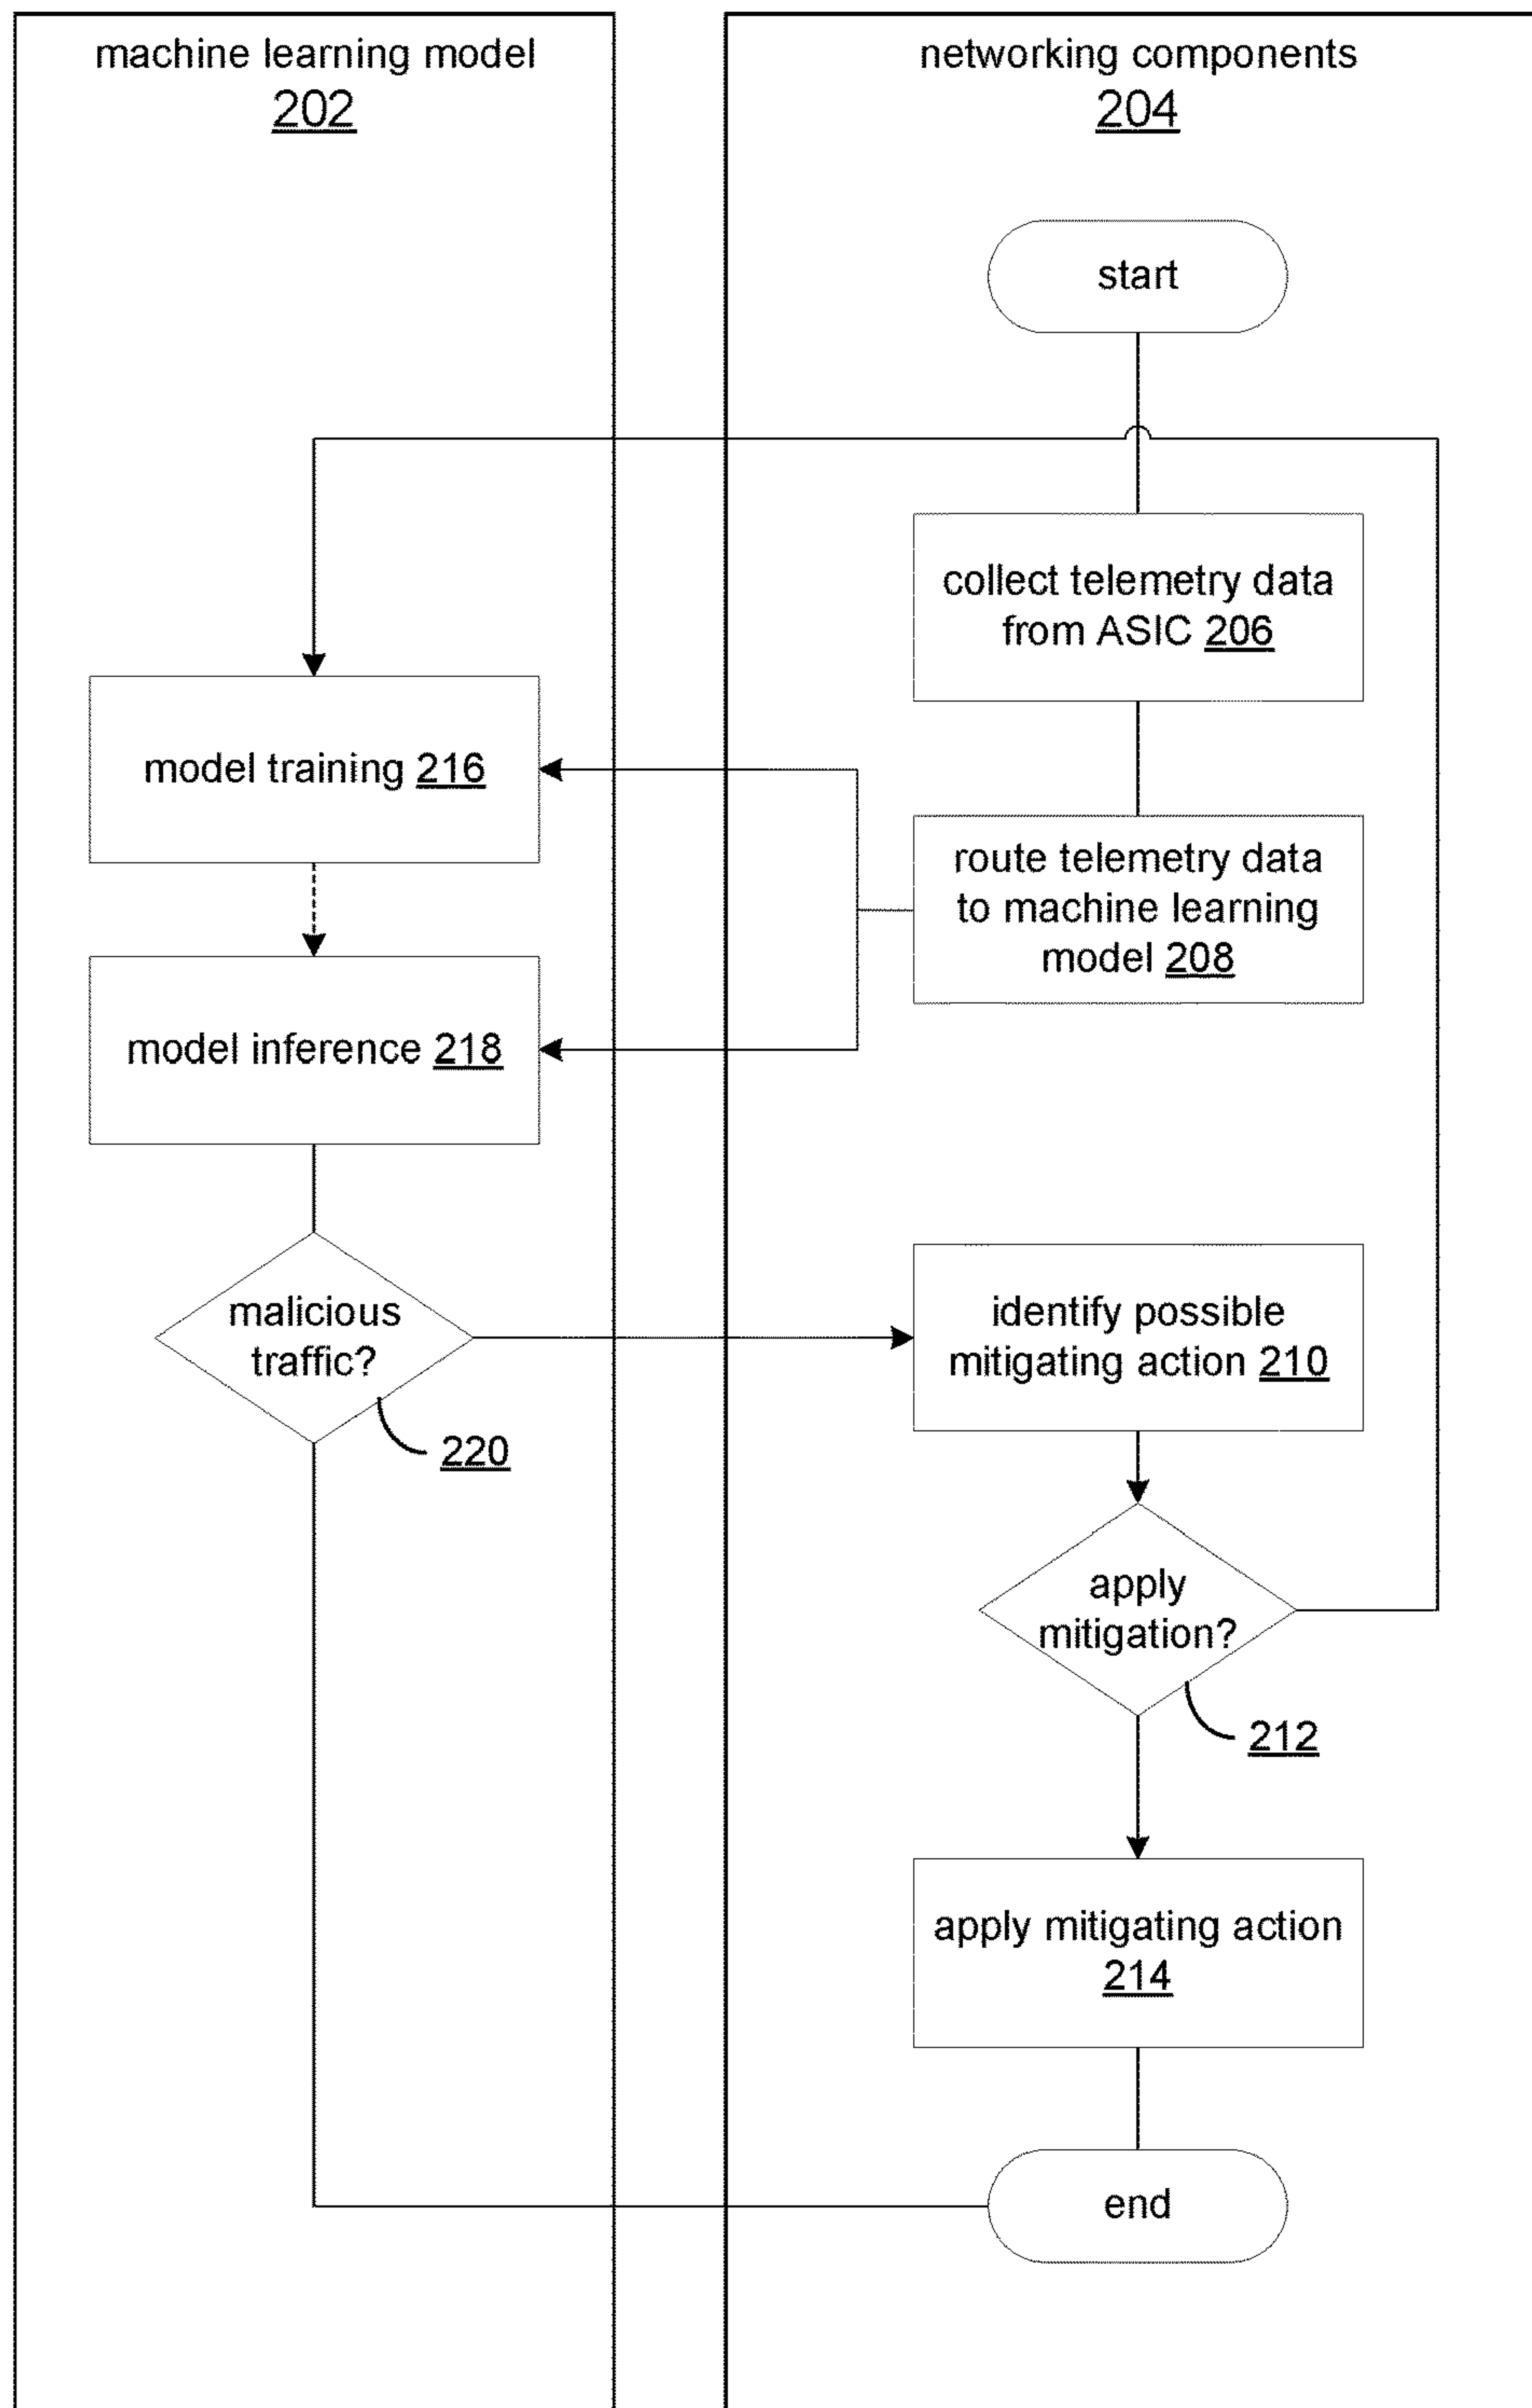 machine learning model
202
networking components
204
start
collect telemetry data
from ASIC 206
model training 216
route telemetry data
to machine learning
model 208
model inference 218
malicious
traffic?
220
identify possible
mitigating action 210
apply
mitigation?
212
apply mitigating action
214
end